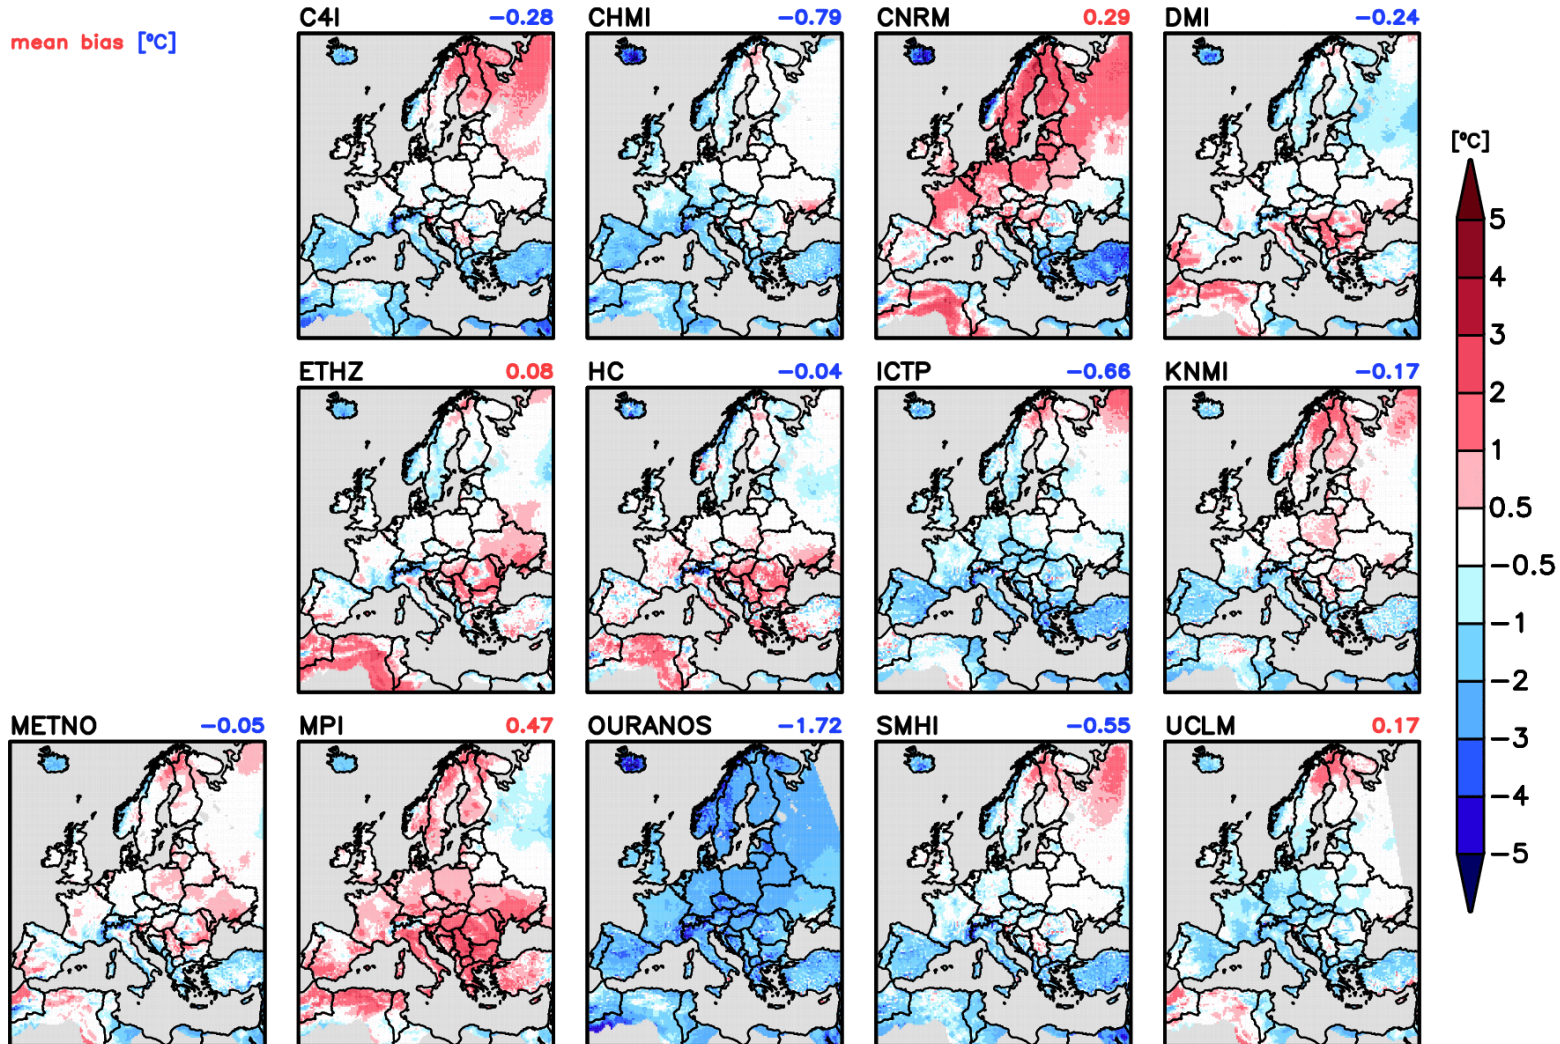 mean bias [°C]
C4I -0.28
CHMI -0.79
CNRM 0.29
DMI -0.24
ETHZ 0.08
HC -0.04
ICTP -0.66
KNMI -0.17
METNO -0.05
MPI 0.47
OURANOS -1.72
SMHI -0.55
UCLM 0.17
[°C]
5
4
3
2
1
0.5
-0.5
-1
-2
-3
-4
-5